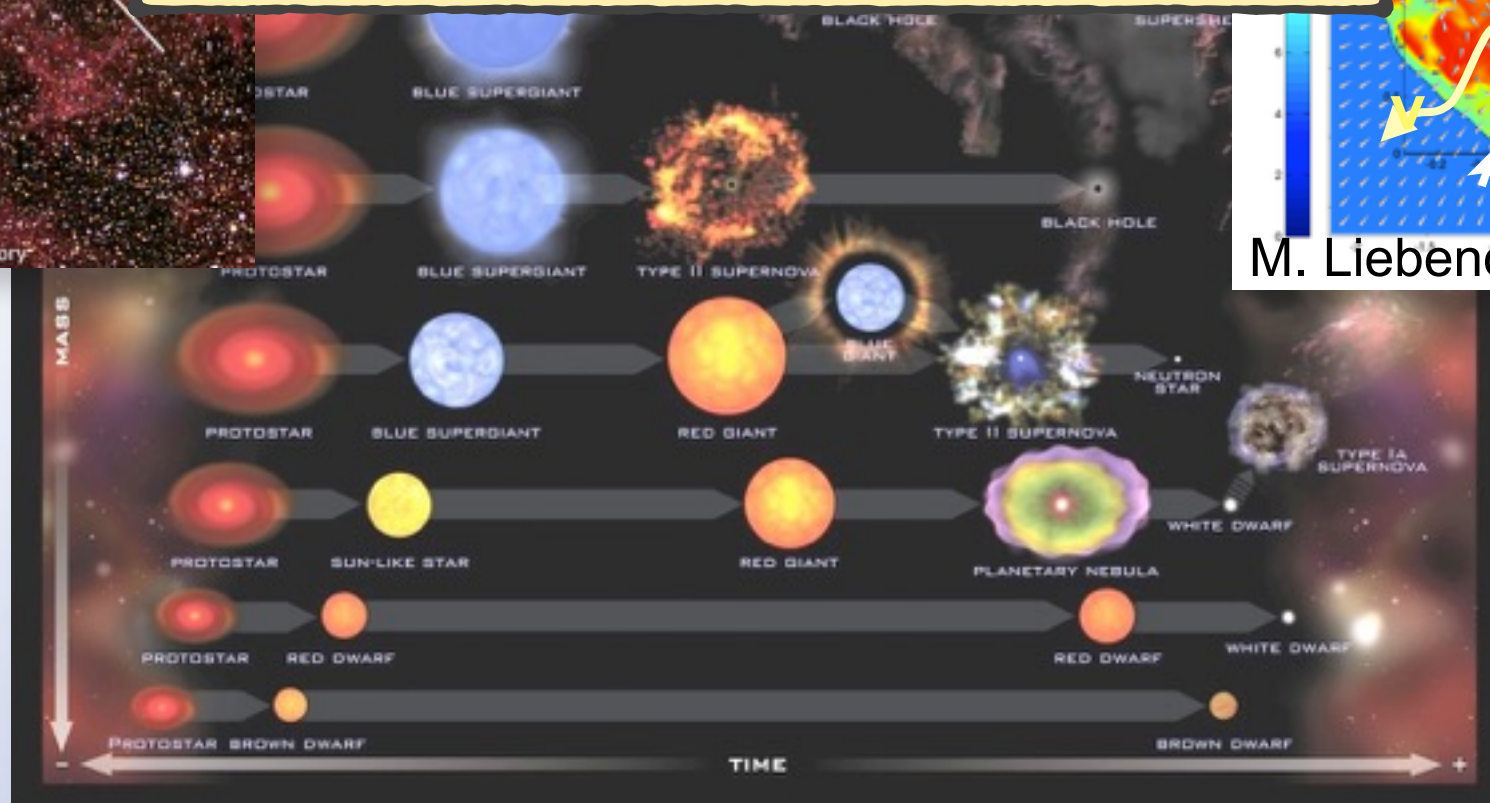 BLACK HOLE
BLUE SUPERGIANT
BLACK HOLE
PROTOSTAR
BLUE SUPERGIANT
TYPE II SUPERNOVA
MASS
BLUE
GIANT
NEUTRON
STAR
PROTOSTAR
BLUE SUPERGIANT
RED GIANT
TYPE II SUPERNOVA
TYPE IA
SUPERNOVA
WHITE DWARF
PROTOSTAR
SUN-LIKE STAR
RED GIANT
PLANETARY NEBULA
PROTOSTAR
RED DWARF
RED DWARF
WHITE DWARF
PROTOSTAR
BROWN DWARF
BROWN DWARF
-
TIME
+
M.